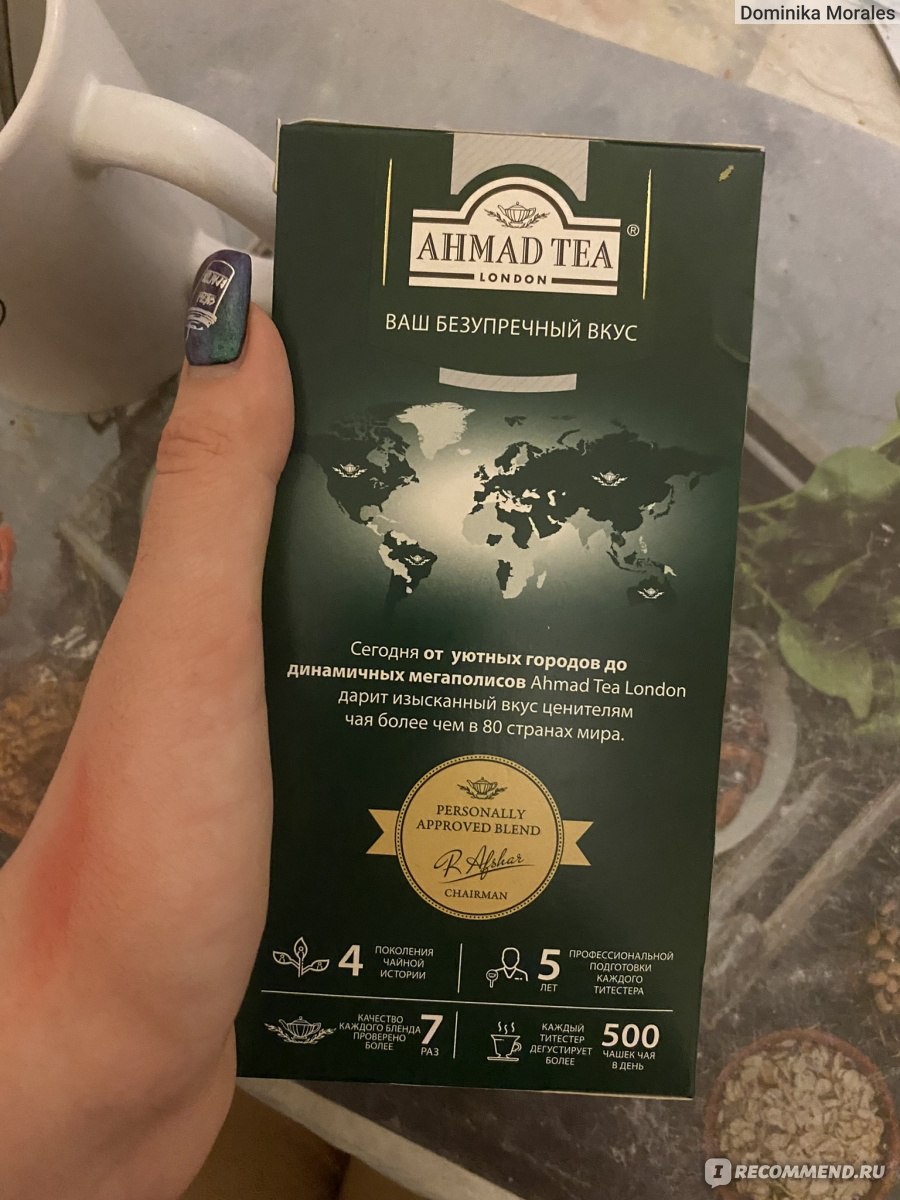 Dominika Morales
AHMAD TEA®
LONDON
ВАШ БЕЗУПРЕЧНЫЙ ВКУС
Сегодня от уютных городов до
динамичных мегаполисов Ahmad Tea London
дарит изысканный вкус ценителям
чая более чем в 80 странах мира.
PERSONALLY
APPROVED BLEND
R Afshar
CHAIRMAN
4 ПОКОЛЕНИЯ
ЧАЙНОЙ
ИСТОРИИ
5 ЛЕТ
ПРОФЕССИОНАЛЬНОЙ
ПОДГОТОВКИ
КАЖДОГО
ТИТЕСТЕРА
КАЧЕСТВО
КАЖДОГО БЛЕНДА
ПРОВЕРЕНО
БОЛЕЕ
7 РАЗ
КАЖДЫЙ
ТИТЕСТЕР
ДЕГУСТИРУЕТ
БОЛЕЕ
500
ЧАШЕК ЧАЯ
В ДЕНЬ
IRECOMMEND.RU